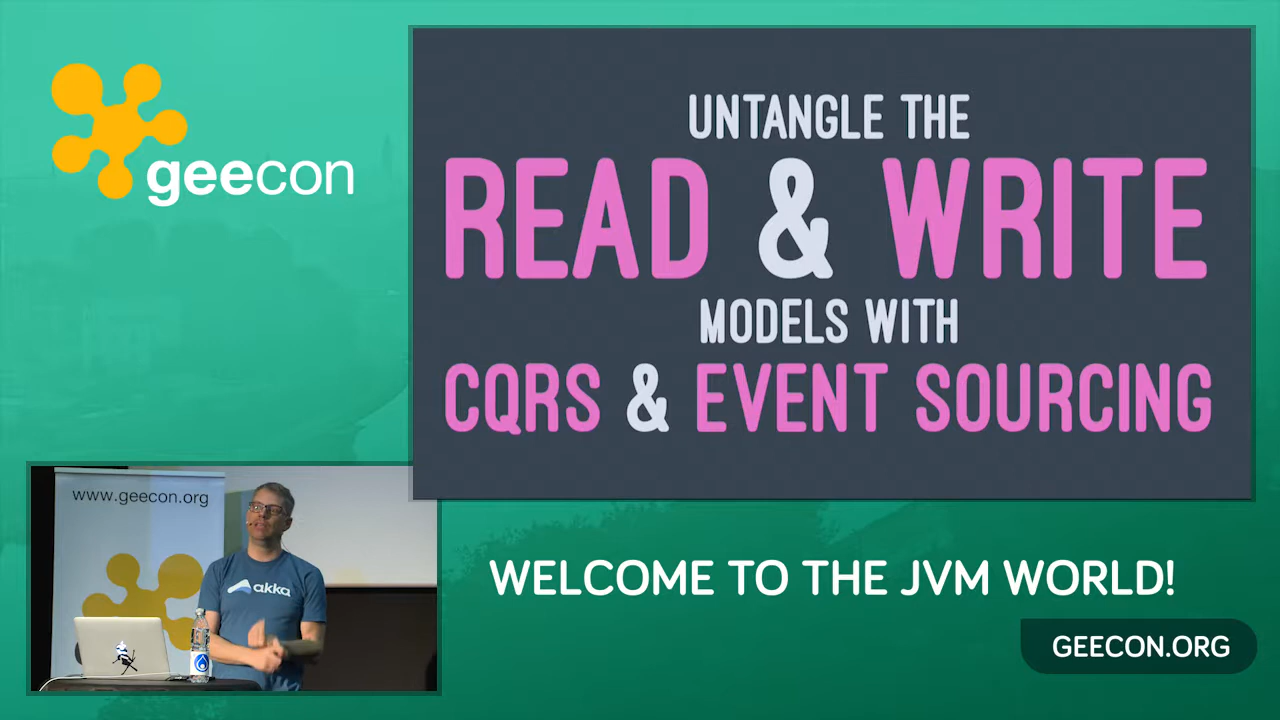 geecon
UNTANGLE THE
READ & WRITE
MODELS WITH
CQRS & EVENT SOURCING
www.geecon.org
akka
WELCOME TO THE JVM WORLD!
GEECON.ORG